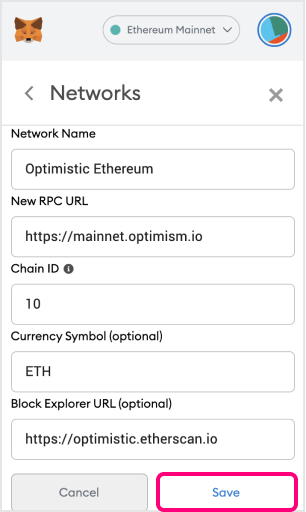 Ethereum Mainnet
Networks
Network Name
Optimistic Ethereum
New RPC URL
https://mainnet.optimism.io
Chain ID
10
Currency Symbol (optional)
ETH
Block Explorer URL (optional)
https://optimistic.etherscan.io
Cancel Save